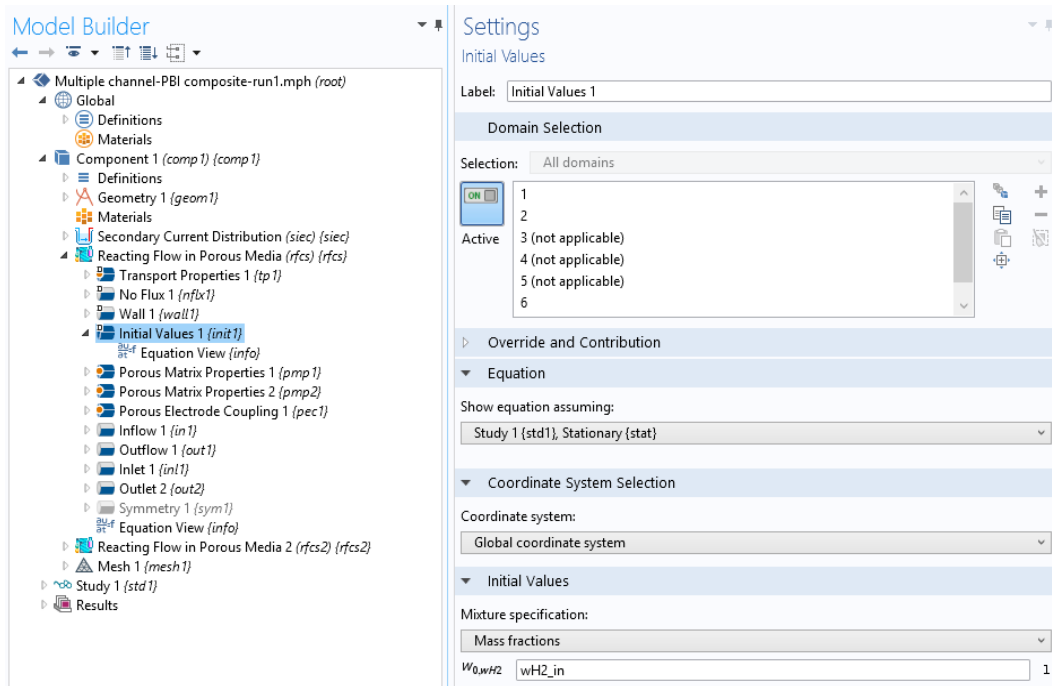 Model Builder
Multiple channel-PBI composite-run1.mph (root)
Global
Definitions
Materials
Component 1 (comp1) {comp1}
Definitions
Geometry 1 {geom1}
Materials
Secondary Current Distribution (siec) {siec}
Reacting Flow in Porous Media (rfcs) {rfcs}
Transport Properties 1 {tp1}
No Flux 1 {nflx1}
Wall 1 {wall1}
Initial Values 1 {init1}
Equation View {info}
Porous Matrix Properties 1 {pmp1}
Porous Matrix Properties 2 {pmp2}
Porous Electrode Coupling 1 {pec1}
Inflow 1 {in1}
Outflow 1 {out1}
Inlet 1 {inl1}
Outlet 2 {out2}
Symmetry 1 {sym1}
Equation View {info}
Reacting Flow in Porous Media 2 (rfcs2) {rfcs2}
Mesh 1 {mesh1}
Study 1 {std1}
Results
Settings
Initial Values
Label: Initial Values 1
Domain Selection
Selection: All domains
ON
Active
1
2
3 (not applicable)
4 (not applicable)
5 (not applicable)
6
Override and Contribution
Equation
Show equation assuming:
Study 1 {std1}, Stationary {stat}
Coordinate System Selection
Coordinate system:
Global coordinate system
Initial Values
Mixture specification:
Mass fractions
W0,wH2 wH2_in 1